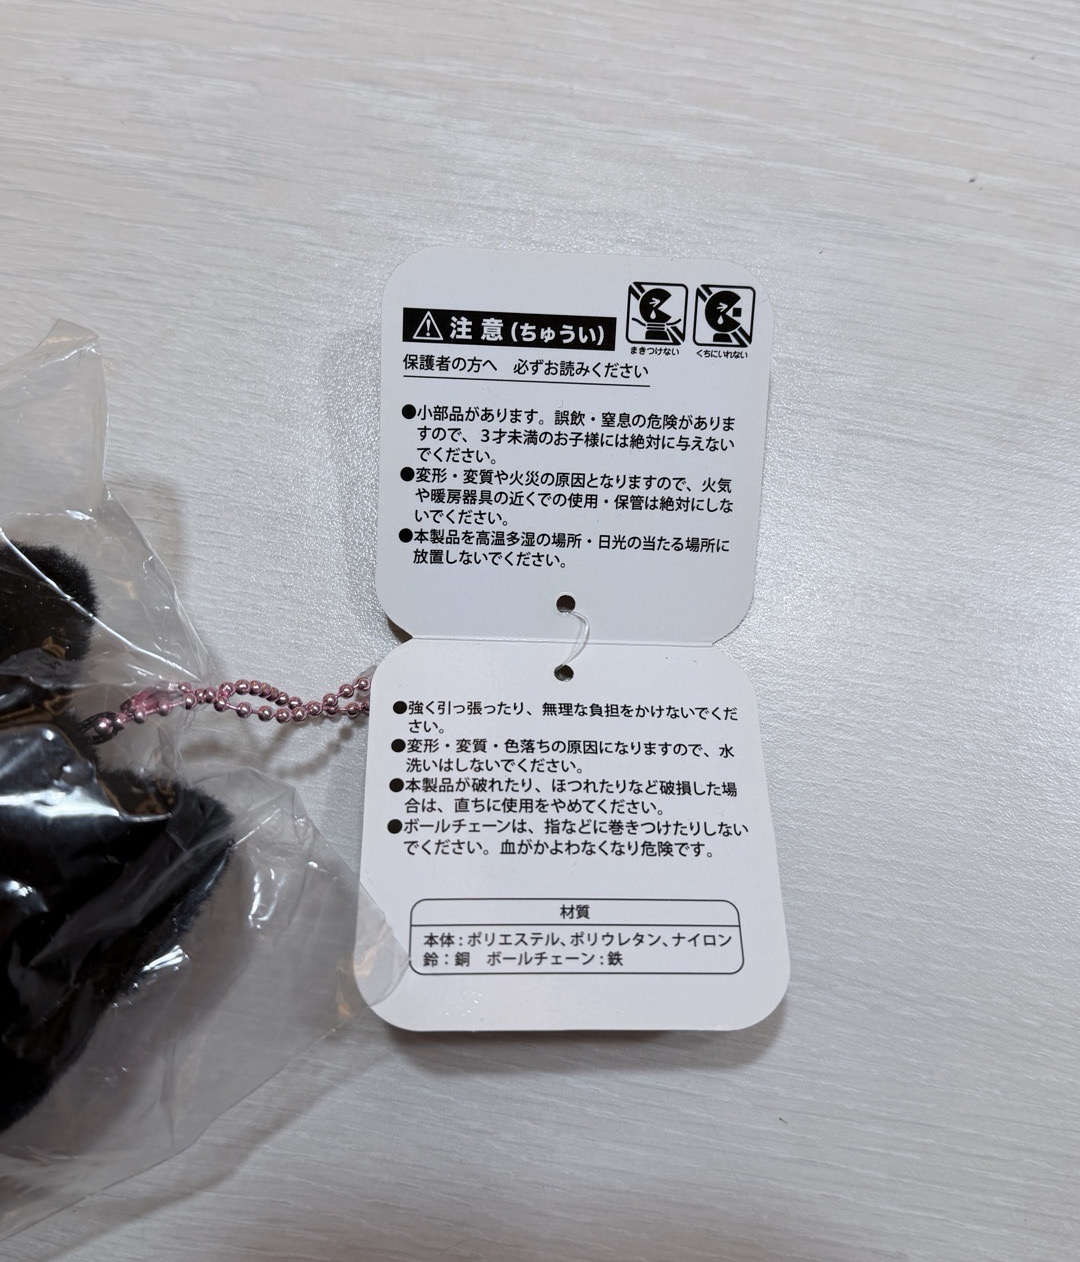 注意(ちゅうい)
まきつけない
くちにいれない
保護者の方へ　必ずお読みください
●小部品があります。誤飲・窒息の危険がありま
すので、3才未満のお子様には絶対に与えない
でください。
●変形・変質や火災の原因となりますので、火気
や暖房器具の近くでの使用・保管は絶対にしな
いでください。
●本製品を高温多湿の場所・日光の当たる場所に
放置しないでください。
●強く引っ張ったり、無理な負担をかけないでくだ
さい。
●変形・変質・色落ちの原因になりますので、水
洗いはしないでください。
●本製品が破れたり、ほつれたりなど破損した場
合は、直ちに使用をやめてください。
●ボールチェーンは、指などに巻きつけたりしない
でください。血がかよわなくなり危険です。
材質
本体:ポリエステル、ポリウレタン、ナイロン
鈴:銅　ボールチェーン:鉄